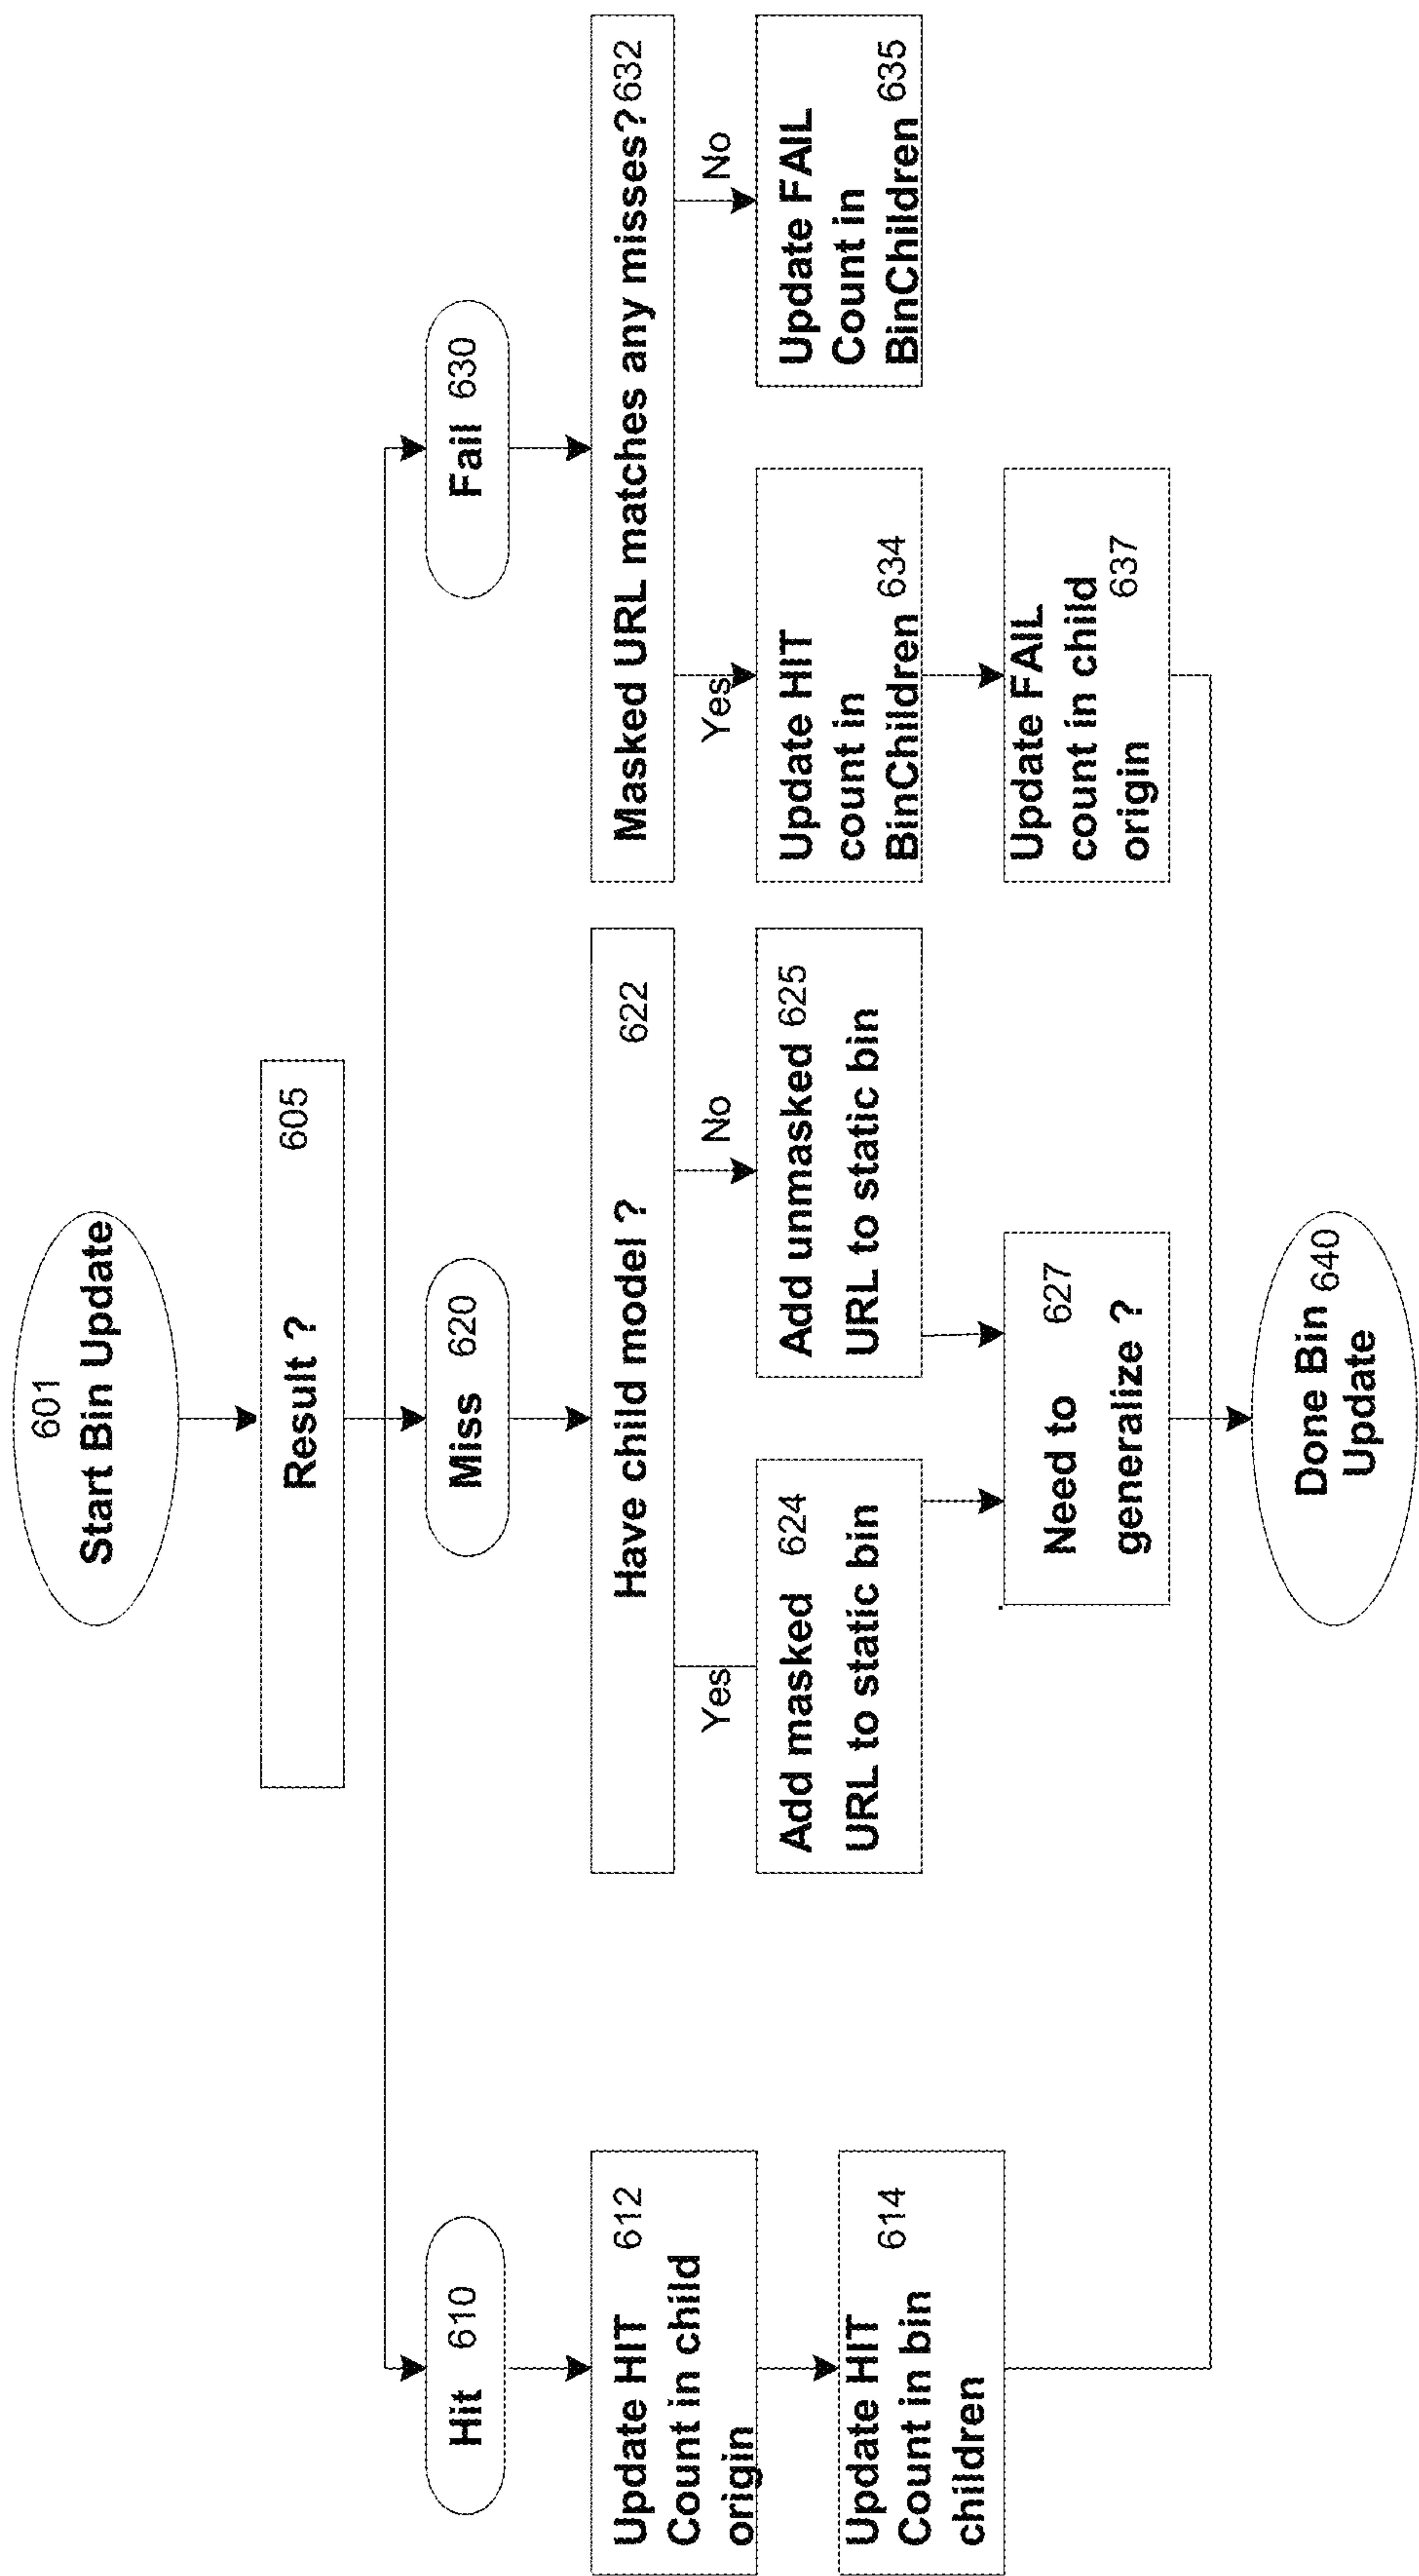 601
Start Bin Update
Result ? 605
Hit 610
Miss 620
Fail 630
Update HIT 612
Count in child
origin
Update HIT
Count in bin 614
children
Have child model ? 622
Yes
No
Add masked 624
URL to static bin
Add unmasked 625
URL to static bin
Need to 627
generalize ?
Masked URL matches any misses? 632
Yes
No
Update HIT
count in
BinChildren 634
Update FAIL
Count in
BinChildren 635
Update FAIL
count in child
origin 637
Done Bin 640
Update